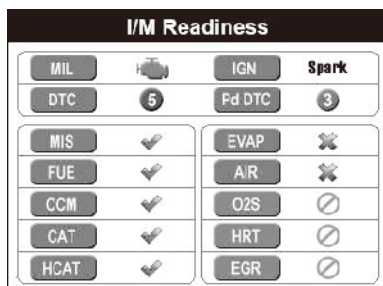 I/M Readiness
MIL IGN Spark
DTC 5 Pd DTC 3
MIS EVAP
FUE AIR
CCM O2S
CAT HRT
HCAT EGR